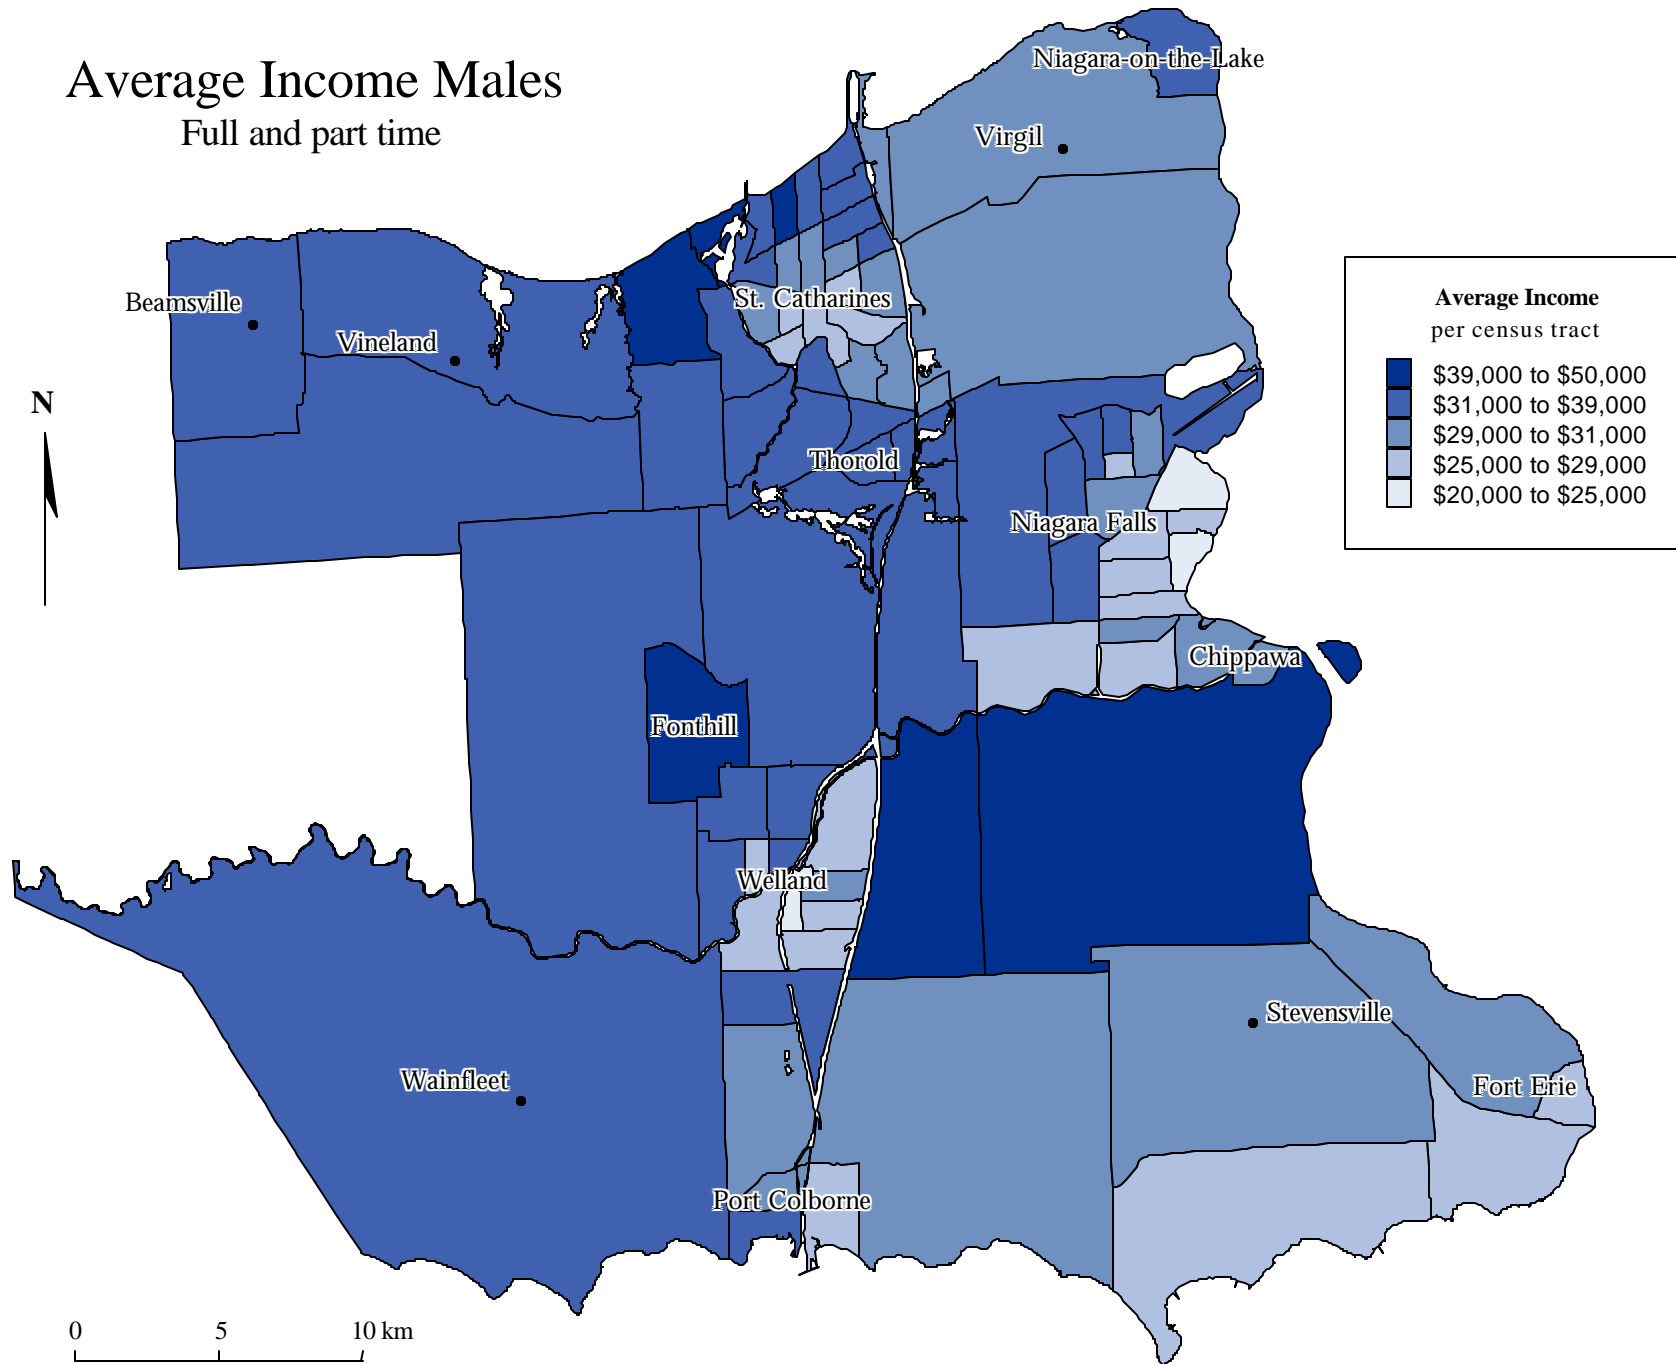 Average Income Males
Full and part time
Niagara-on-the-Lake
Virgil
Beamsville
Vineland
St. Catharines
Average Income
per census tract
$39,000 to $50,000
$31,000 to $39,000
$29,000 to $31,000
$25,000 to $29,000
$20,000 to $25,000
N
Thorold
Niagara Falls
Chippawa
Fonthill
Welland
Stevensville
Wainfleet
Fort Erie
Port Colborne
0 5 10 km